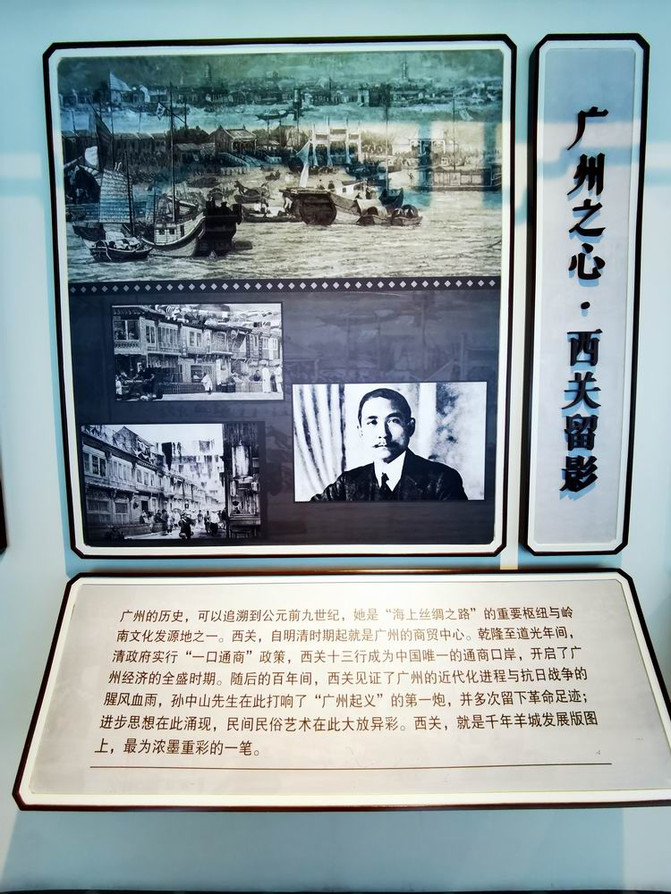 广州之心·西关留影
广州的历史，可以追溯到公元前九世纪，她是“海上丝绸之路”的重要枢纽与岭
南文化发源地之一。西关，自明清时期起就是广州的商贸中心。乾隆至道光年间，
清政府实行“一口通商”政策，西关十三行成为中国唯一的通商口岸，开启了广
州经济的全盛时期。随后的百年间，西关见证了广州的近代化进程与抗日战争的
腥风血雨，孙中山先生在此打响了“广州起义”的第一炮，并多次留下革命足迹；
进步思想在此涌现，民间民俗艺术在此大放异彩。西关，就是千年羊城发展版图
上，最为浓墨重彩的一笔。